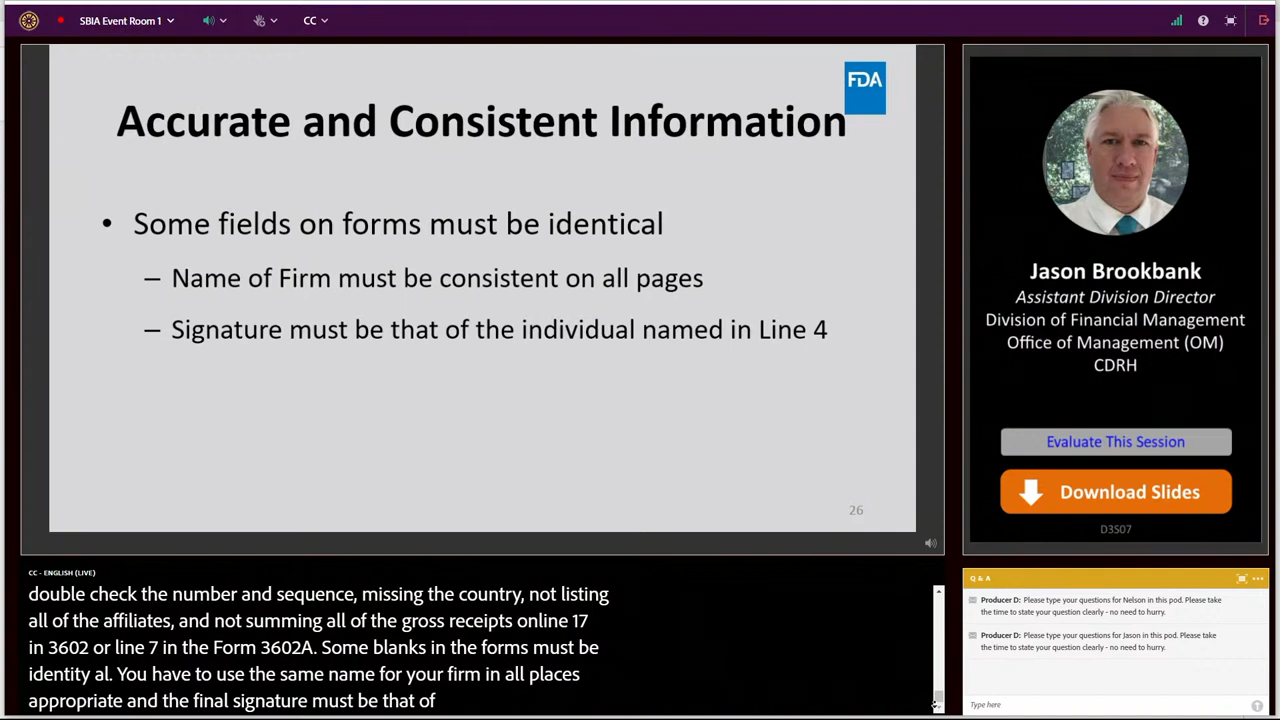 SBIA Event Room 1
CC
FDA
Accurate and Consistent Information
• Some fields on forms must be identical
– Name of Firm must be consistent on all pages
– Signature must be that of the individual named in Line 4
26
Jason Brookbank
Assistant Division Director
Division of Financial Management
Office of Management (OM)
CDRH
Evaluate This Session
Download Slides
D3S07
CC - ENGLISH (LIVE)
double check the number and sequence, missing the country, not listing
all of the affiliates, and not summing all of the gross receipts online 17
in 3602 or line 7 in the Form 3602A. Some blanks in the forms must be
identity al. You have to use the same name for your firm in all places
appropriate and the final signature must be that of
Q & A
Producer D: Please type your questions for Nelson in this pod. Please take
the time to state your question clearly - no need to hurry.
Producer D: Please type your questions for Jason in this pod. Please take
the time to state your question clearly - no need to hurry.
Type here